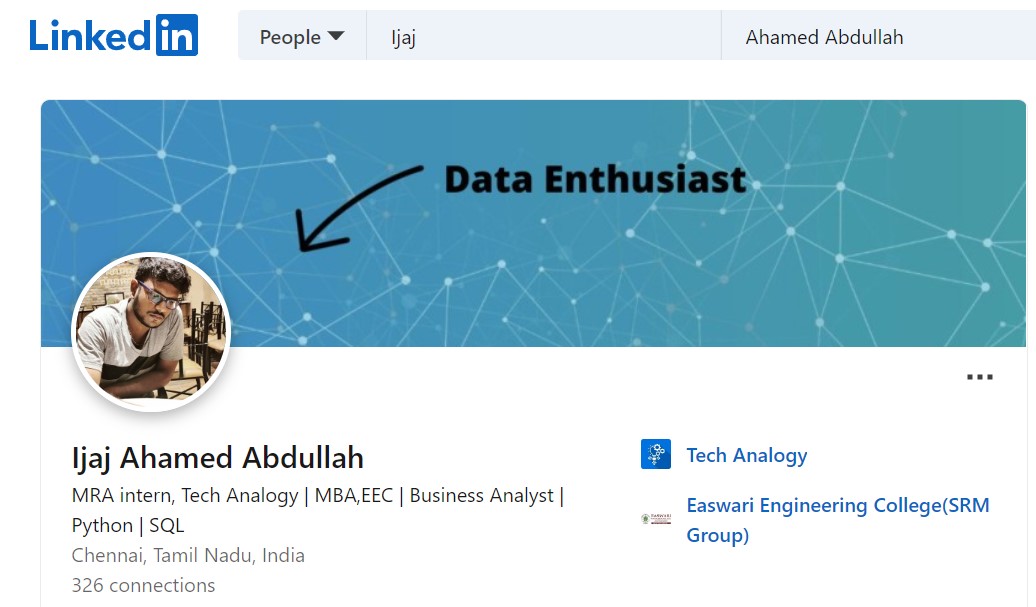 LinkedIn People Ijaj Ahamed Abdullah
Data Enthusiast
Ijaj Ahamed Abdullah
MRA intern, Tech Analogy | MBA,EEC | Business Analyst |
Python | SQL
Chennai, Tamil Nadu, India
326 connections
Tech Analogy
Easwari Engineering College(SRM
Group)